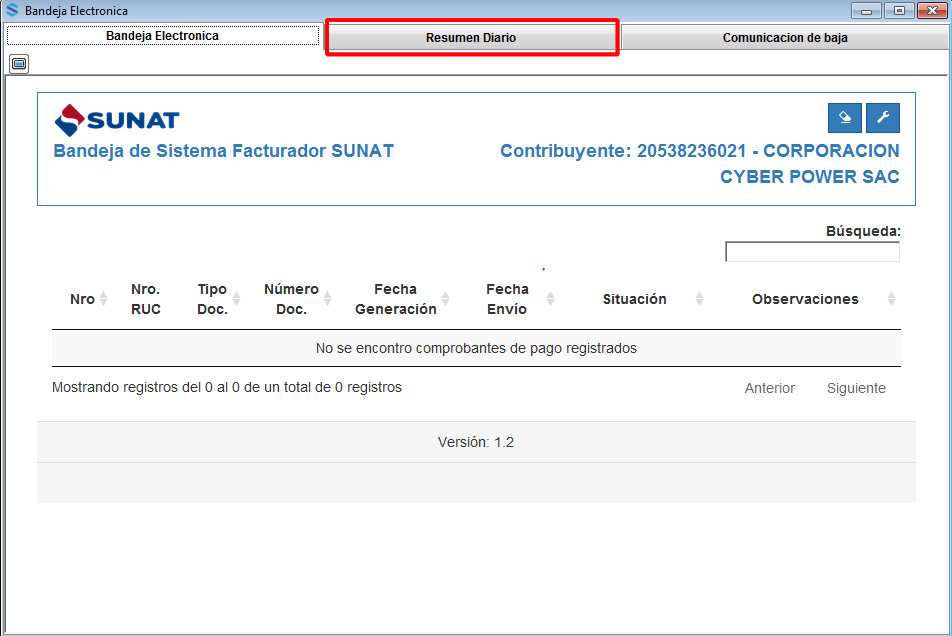 Bandeja Electronica
Bandeja Electronica
Resumen Diario
Comunicacion de baja
SUNAT
Bandeja de Sistema Facturador SUNAT
Contribuyente: 20538236021 - CORPORACION
CYBER POWER SAC
Búsqueda:
Nro
Nro.
RUC
Tipo
Doc.
Número
Doc.
Fecha
Generación
Fecha
Envío
Situación
Observaciones
No se encontro comprobantes de pago registrados
Mostrando registros del 0 al 0 de un total de 0 registros
Anterior
Siguiente
Versión: 1.2